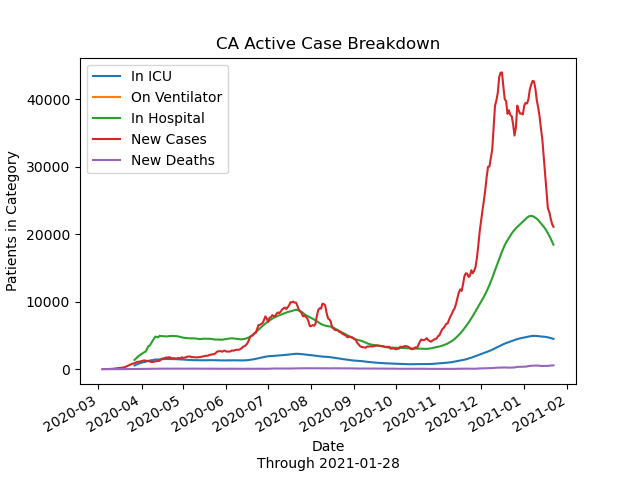 CA Active Case Breakdown
In ICU
On Ventilator
In Hospital
New Cases
New Deaths
Patients in Category
40000
30000
20000
10000
0
2020-03
2020-04
2020-05
2020-06
2020-07
2020-08
2020-09
2020-10
2020-11
2020-12
2021-01
2021-02
Date
Through 2021-01-28